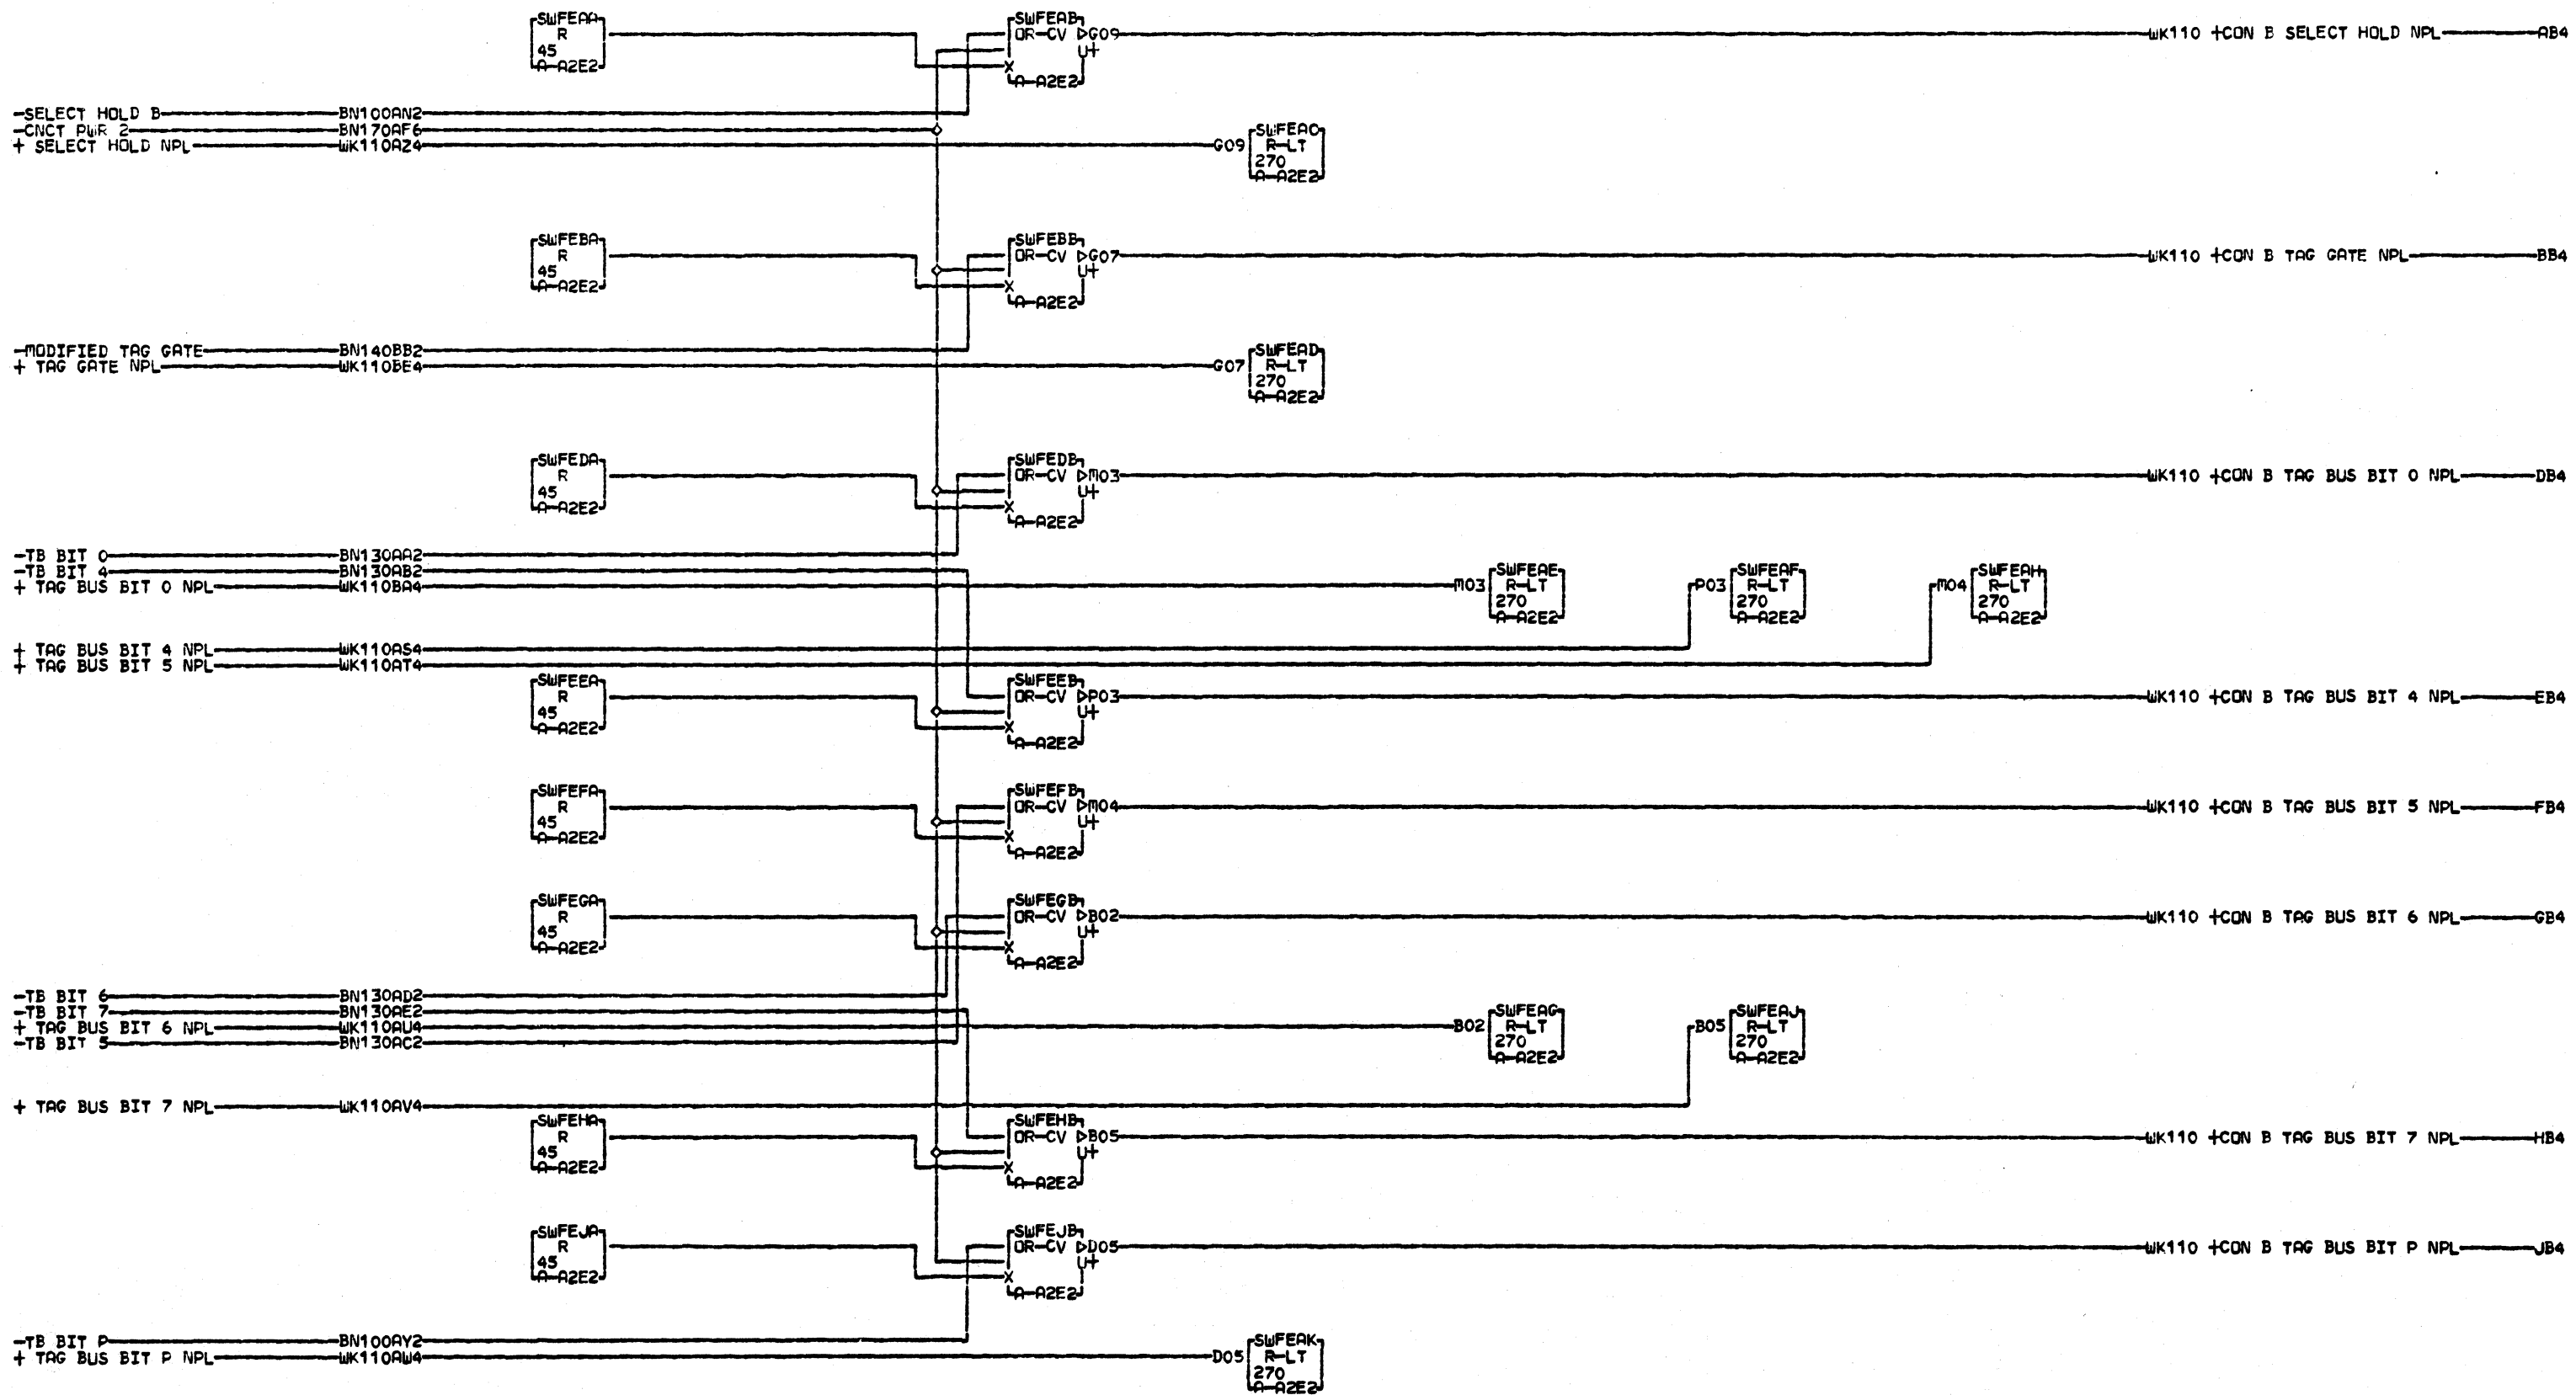 SWFEAA SWFEAB
R OR-CV G09 WK110 +CON B SELECT HOLD NPL AB4
45 U+
A-A2E2 X
A-A2E2
-SELECT HOLD B BN100AN2
-CNCT PWR 2 BN170AF6 SWFEAC
+ SELECT HOLD NPL WK110AZ4 G09 R-LT
270
A-A2E2
SWFEBA SWFEBB
R OR-CV G07 WK110 +CON B TAG GATE NPL BB4
45 U+
A-A2E2 X
A-A2E2
-MODIFIED TAG GATE BN140BB2 SWFEAD
+ TAG GATE NPL WK110BE4 G07 R-LT
270
A-A2E2
SWFEDA SWFEDB
R OR-CV M03 WK110 +CON B TAG BUS BIT 0 NPL DB4
45 U+
A-A2E2 X
A-A2E2
-TB BIT 0 BN130AA2
-TB BIT 4 BN130AB2 SWFEAE SWFEAF SWFEAH
+ TAG BUS BIT 0 NPL WK110BA4 M03 R-LT P03 R-LT M04 R-LT
270 270 270
A-A2E2 A-A2E2 A-A2E2
+ TAG BUS BIT 4 NPL WK110AS4
+ TAG BUS BIT 5 NPL WK110AT4
SWFEEA SWFEEB
R OR-CV P03 WK110 +CON B TAG BUS BIT 4 NPL EB4
45 U+
A-A2E2 X
A-A2E2
SWFEFA SWFEFB
R OR-CV M04 WK110 +CON B TAG BUS BIT 5 NPL FB4
45 U+
A-A2E2 X
A-A2E2
SWFEGA SWFEGB
R OR-CV B02 WK110 +CON B TAG BUS BIT 6 NPL GB4
45 U+
A-A2E2 X
A-A2E2
-TB BIT 6 BN130AD2
-TB BIT 7 BN130AE2 SWFEAG SWFEAJ
+ TAG BUS BIT 6 NPL WK110AU4 B02 R-LT B05 R-LT
-TB BIT 5 BN130AC2 270 270
A-A2E2 A-A2E2
+ TAG BUS BIT 7 NPL WK110AV4
SWFEHA SWFEHB
R OR-CV B05 WK110 +CON B TAG BUS BIT 7 NPL HB4
45 U+
A-A2E2 X
A-A2E2
SWFEJA SWFEJB
R OR-CV D05 WK110 +CON B TAG BUS BIT P NPL JB4
45 U+
A-A2E2 X
A-A2E2
-TB BIT P BN100AY2 SWFEAK
+ TAG BUS BIT P NPL WK110AW4 D05 R-LT
270
A-A2E2